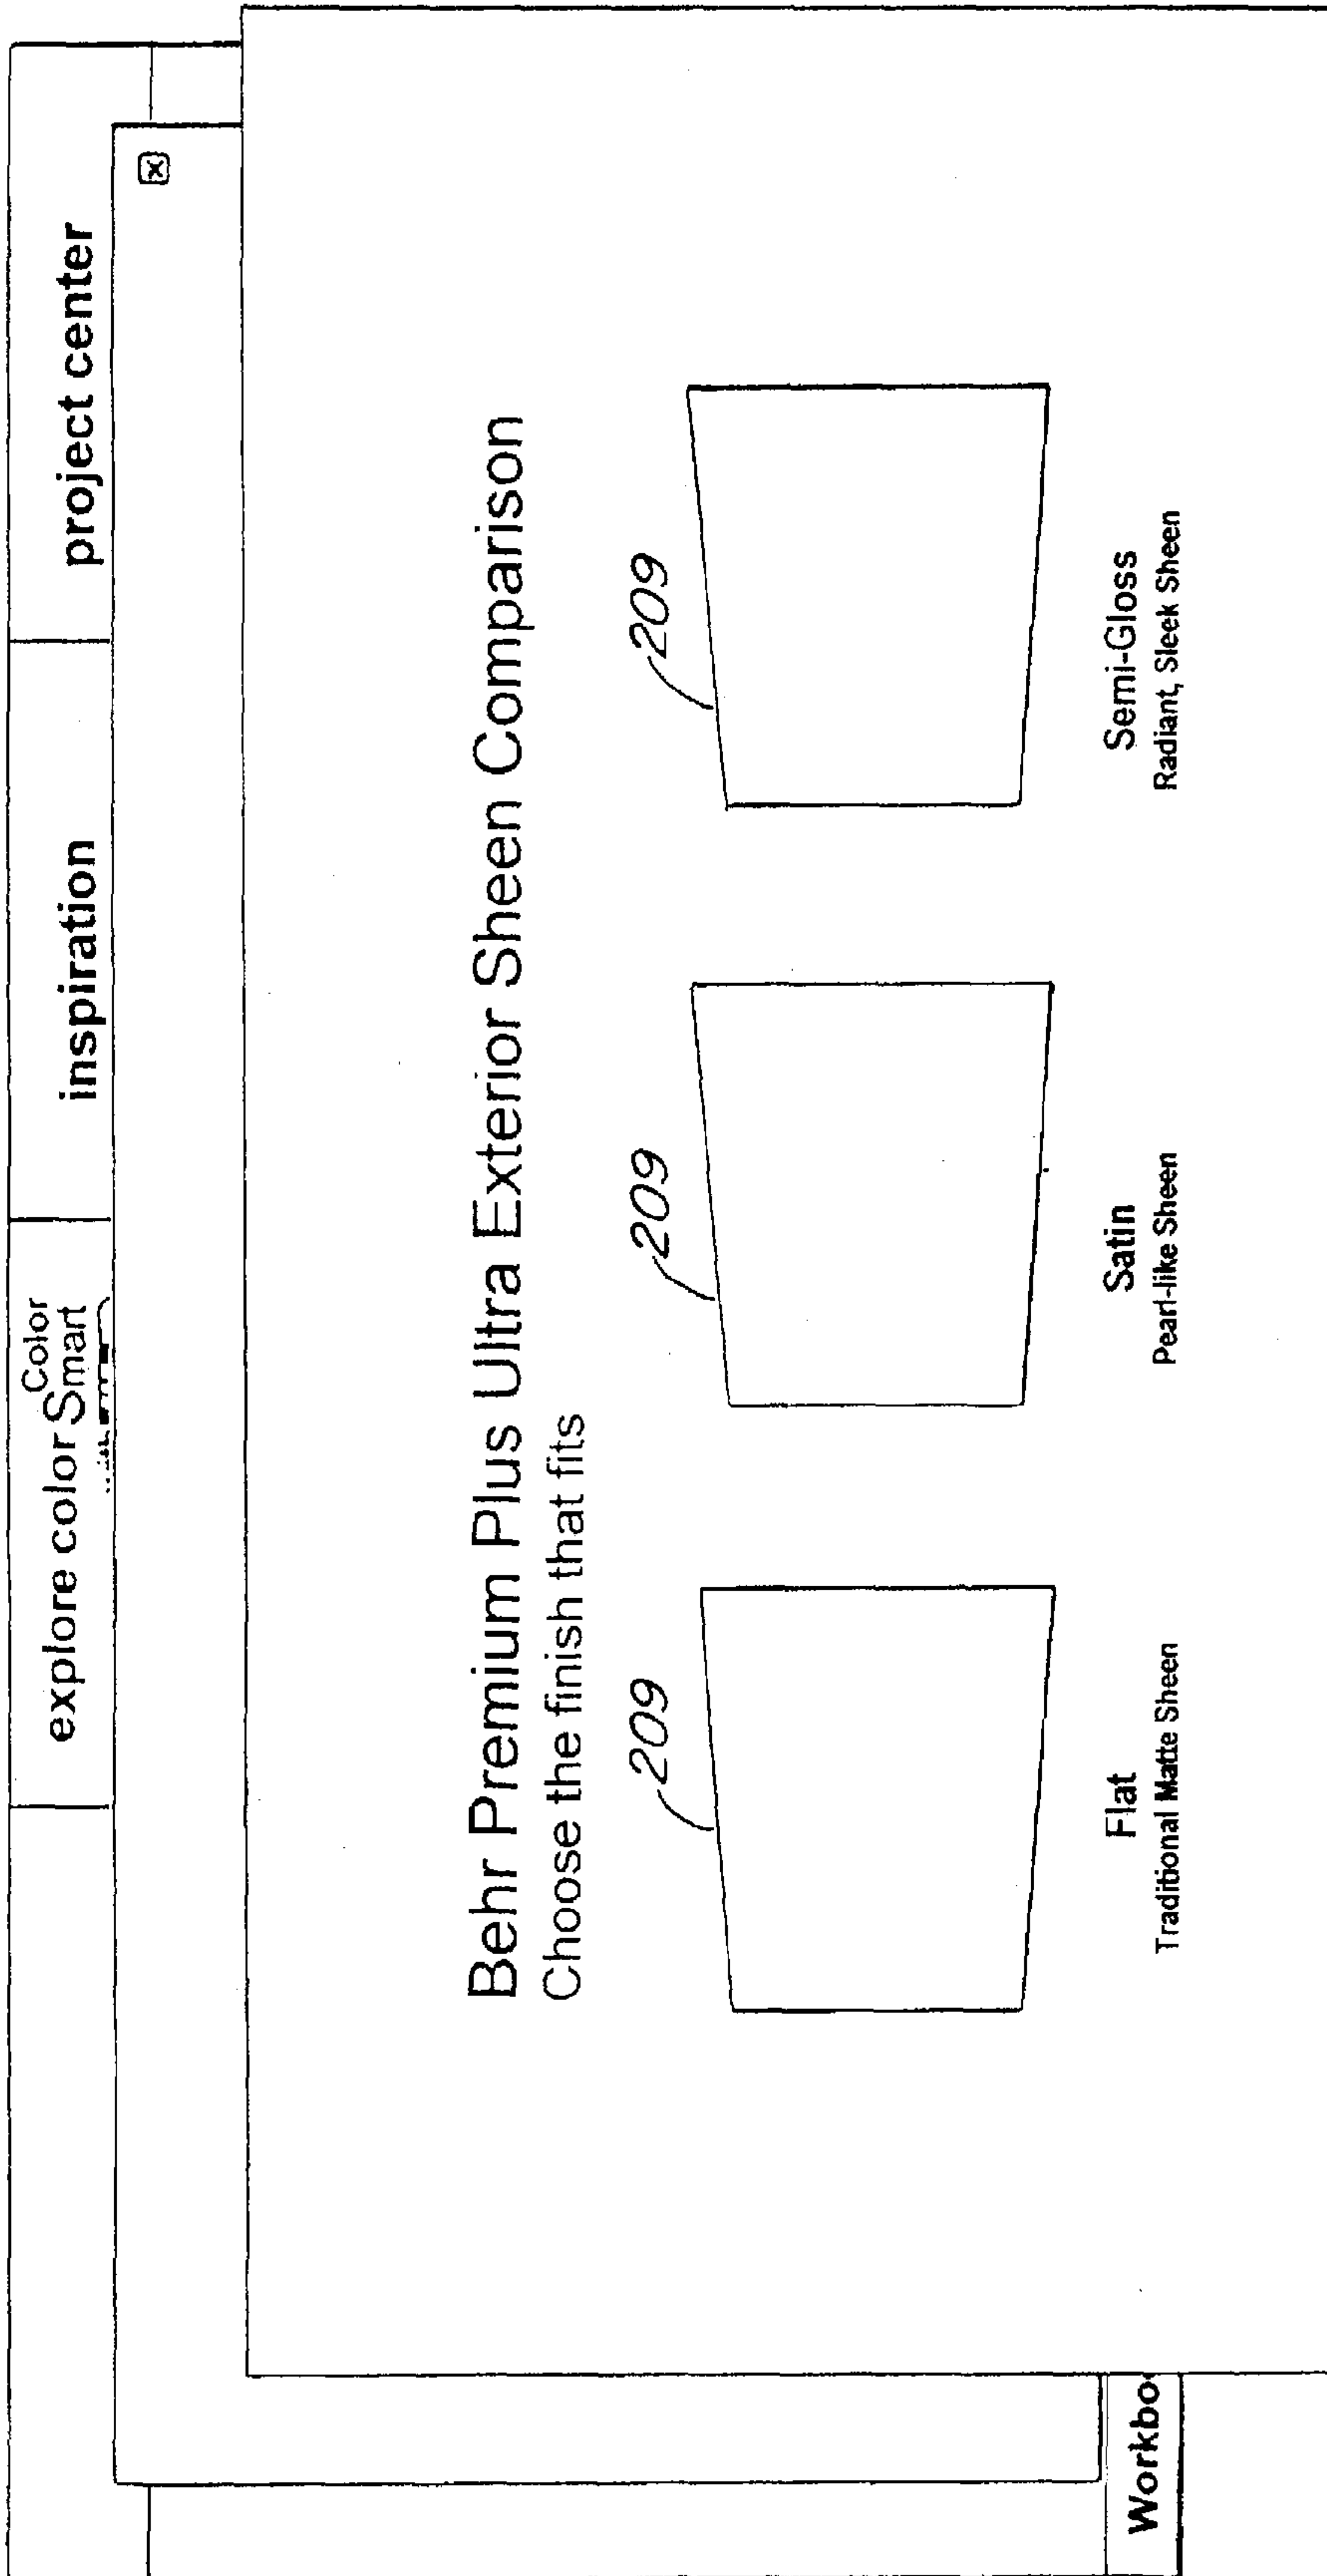 explore color Color Smart
inspiration
project center
x
Behr Premium Plus Ultra Exterior Sheen Comparison
Choose the finish that fits
209
209
209
Flat
Traditional Matte Sheen
Satin
Pearl-like Sheen
Semi-Gloss
Radiant, Sleek Sheen
Workbo